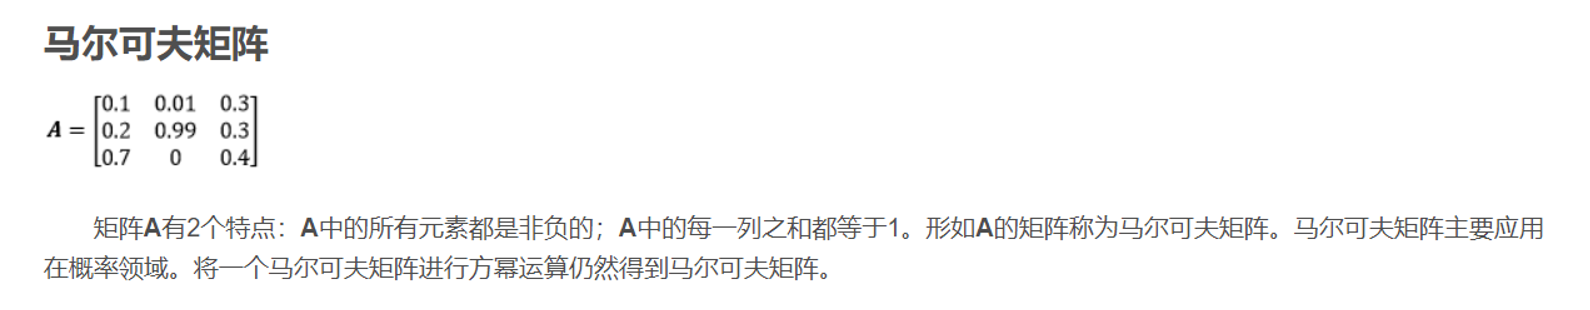 马尔可夫矩阵
A = [0.1 0.01 0.3
0.2 0.99 0.3
0.7 0 0.4]
矩阵A有2个特点：A中的所有元素都是非负的；A中的每一列之和都等于1。形如A的矩阵称为马尔可夫矩阵。马尔可夫矩阵主要应用
在概率领域。将一个马尔可夫矩阵进行方幂运算仍然得到马尔可夫矩阵。